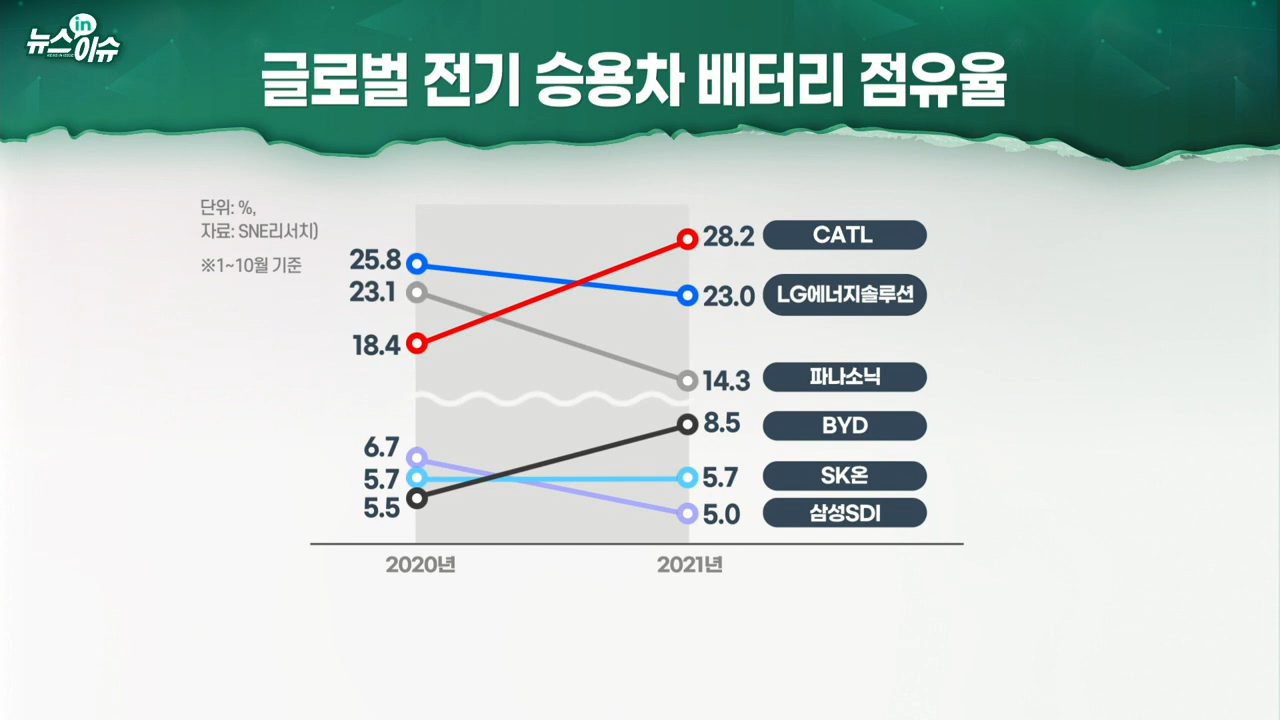 뉴스in이슈
글로벌 전기 승용차 배터리 점유율
단위: %,
자료: SNE리서치)
※1~10월 기준
25.8
23.1
18.4
28.2 CATL
23.0 LG에너지솔루션
14.3 파나소닉
6.7
5.7
5.5
8.5 BYD
5.7 SK온
5.0 삼성SDI
2020년 2021년